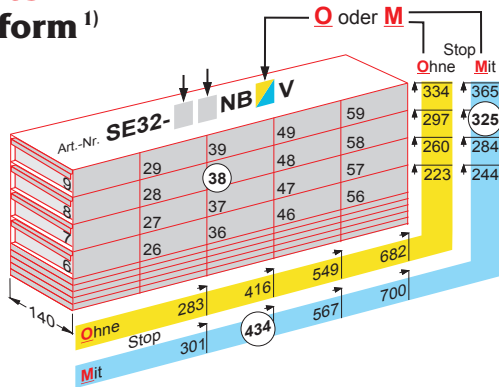 form 1)
O oder M
Stop
Ohne Mit
Art.-Nr. SE32- NB V
334 365
297 325
260 284
223 244
9 29 39 49 59
8 28 38 48 58
7 27 37 47 57
6 26 36 46 56
140
Ohne 283 416 549 682
Stop
Mit 301 434 567 700